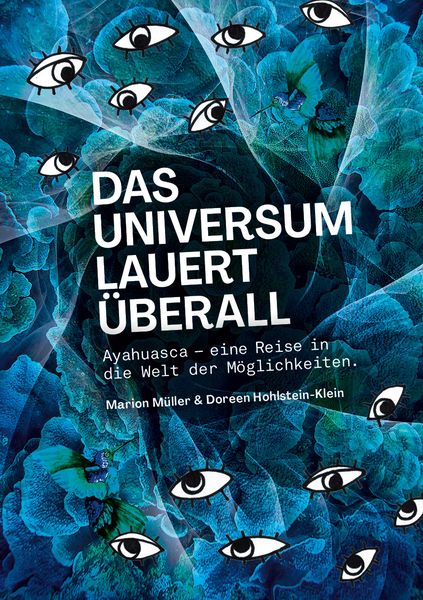 DAS
UNIVERSUM
LAUERT
ÜBERALL
Ayahuasca – eine Reise in
die Welt der Möglichkeiten.
Marion Müller & Doreen Hohlstein-Klein